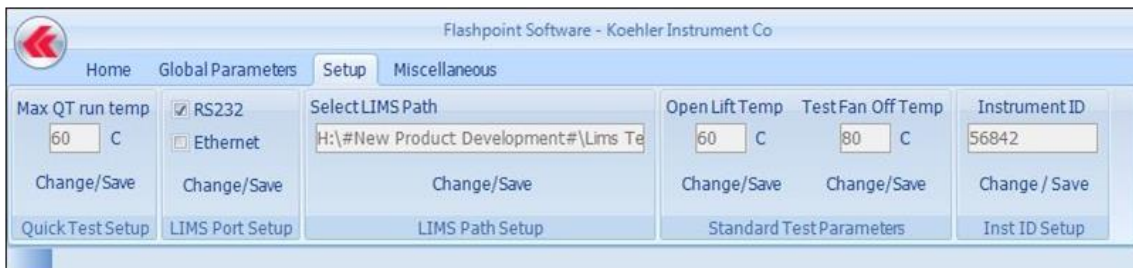 Flashpoint Software - Koehler Instrument Co
Home Global Parameters Setup Miscellaneous
Max QT run temp
60 C
Change/Save
Quick Test Setup
RS232
Ethernet
Change/Save
LIMS Port Setup
Select LIMS Path
H:\#New Product Development#\Lims Te
Change/Save
LIMS Path Setup
Open Lift Temp Test Fan Off Temp
60 C 80 C
Change/Save Change/Save
Standard Test Parameters
Instrument ID
56842
Change / Save
Inst ID Setup